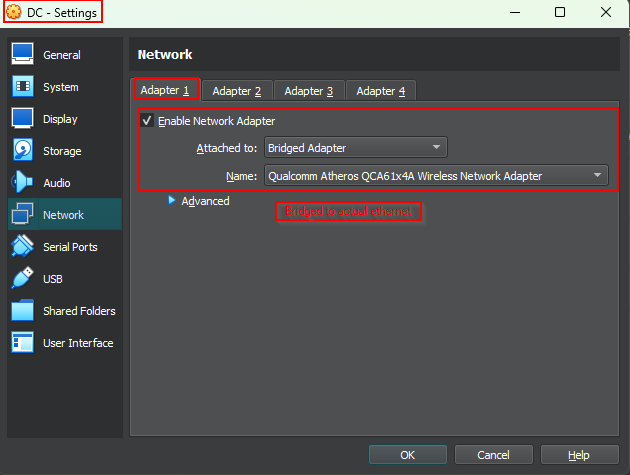 DC - Settings
General
System
Display
Storage
Audio
Network
Serial Ports
USB
Shared Folders
User Interface
Network
Adapter 1 Adapter 2 Adapter 3 Adapter 4
Enable Network Adapter
Attached to: Bridged Adapter
Name: Qualcomm Atheros QCA61x4A Wireless Network Adapter
Advanced
Bridged to actual ethernet
OK Cancel Help